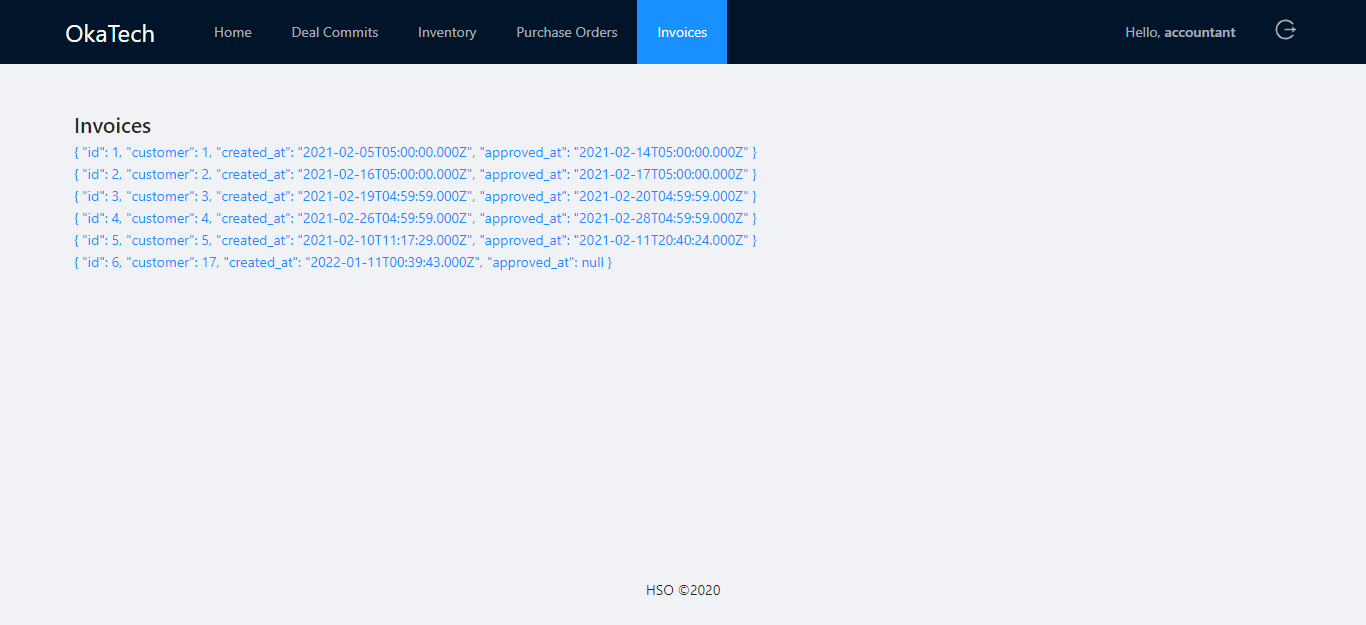 OkaTech Home Deal Commits Inventory Purchase Orders Invoices Hello, accountant
Invoices
{ "id": 1, "customer": 1, "created_at": "2021-02-05T05:00:00.000Z", "approved_at": "2021-02-14T05:00:00.000Z" }
{ "id": 2, "customer": 2, "created_at": "2021-02-16T05:00:00.000Z", "approved_at": "2021-02-17T05:00:00.000Z" }
{ "id": 3, "customer": 3, "created_at": "2021-02-19T04:59:59.000Z", "approved_at": "2021-02-20T04:59:59.000Z" }
{ "id": 4, "customer": 4, "created_at": "2021-02-26T04:59:59.000Z", "approved_at": "2021-02-28T04:59:59.000Z" }
{ "id": 5, "customer": 5, "created_at": "2021-02-10T11:17:29.000Z", "approved_at": "2021-02-11T20:40:24.000Z" }
{ "id": 6, "customer": 17, "created_at": "2022-01-11T00:39:43.000Z", "approved_at": null }
HSO ©2020